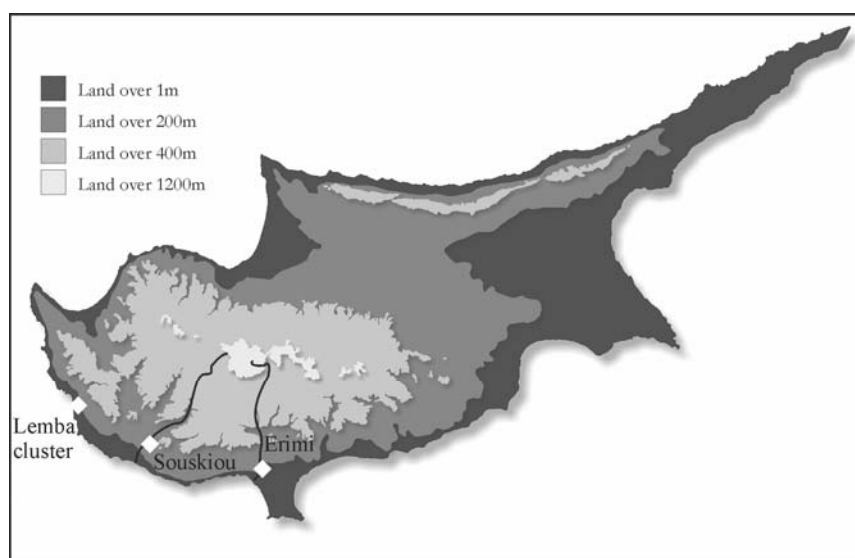 Land over 1m
Land over 200m
Land over 400m
Land over 1200m
Lemba
cluster
Souskiou
Erimi